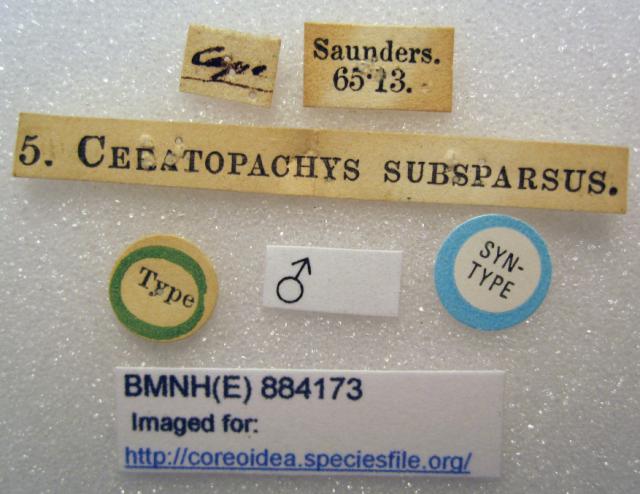 Cape
Saunders.
65·13.
5. CERATOPACHYS SUBSPARSUS.
Type
♂
SYN-
TYPE
BMNH(E) 884173
Imaged for:
http://coreoidea.speciesfile.org/